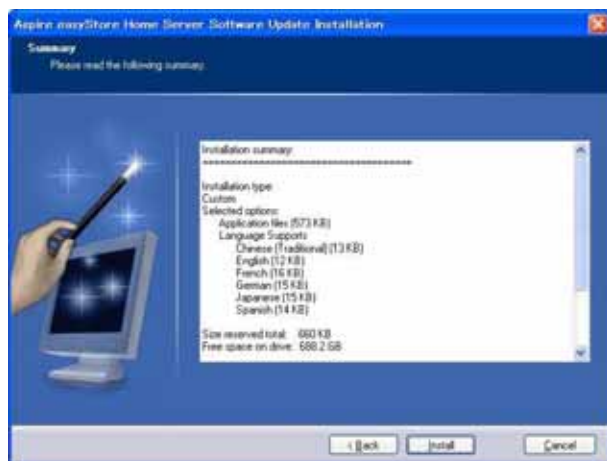 Aspire easyStore Home Server Software Update Installation
Summary
Please read the following summary.
Installation summary
========================================
Installation type:
Custom
Selected options:
Application files (573 KB)
Language Supports
Chinese (Traditional) (13 KB)
English (12 KB)
French (16 KB)
German (15 KB)
Japanese (15 KB)
Spanish (14 KB)
Size reserved total: 660 KB
Free space on drive: 688.2 GB
< Back
Install
Cancel